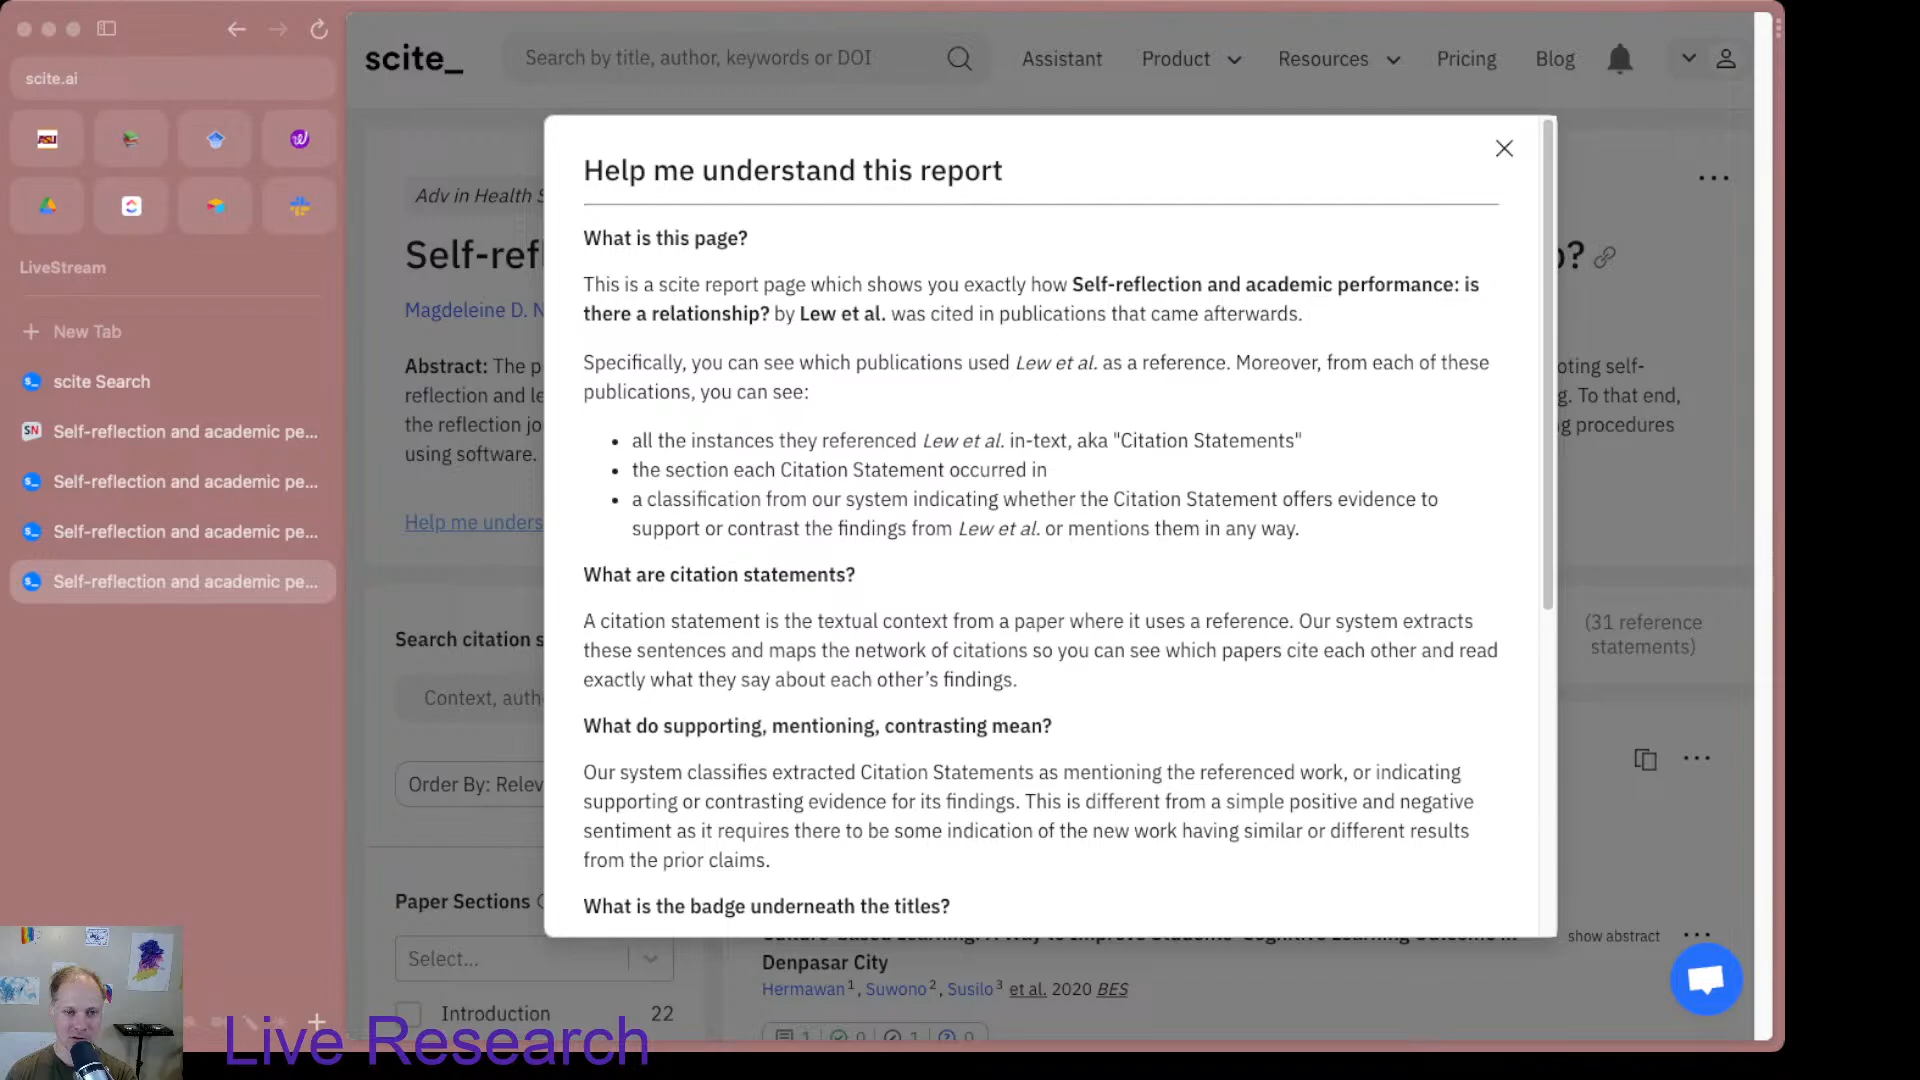 scite.ai
LiveStream
New Tab
scite Search
Self-reflection and academic pe...
Self-reflection and academic pe...
Self-reflection and academic pe...
Self-reflection and academic pe...
scite_
Search by title, author, keywords or DOI
Assistant
Product
Resources
Pricing
Blog
Adv in Health S
Self-refl
p?
Magdeleine D. N
Abstract: The p
oting self-
reflection and le
g. To that end,
the reflection jo
g procedures
using software.
Help me unders
Help me understand this report
What is this page?
This is a scite report page which shows you exactly how Self-reflection and academic performance: is
there a relationship? by Lew et al. was cited in publications that came afterwards.
Specifically, you can see which publications used Lew et al. as a reference. Moreover, from each of these
publications, you can see:
• all the instances they referenced Lew et al. in-text, aka "Citation Statements"
• the section each Citation Statement occurred in
• a classification from our system indicating whether the Citation Statement offers evidence to
support or contrast the findings from Lew et al. or mentions them in any way.
What are citation statements?
A citation statement is the textual context from a paper where it uses a reference. Our system extracts
these sentences and maps the network of citations so you can see which papers cite each other and read
exactly what they say about each other's findings.
What do supporting, mentioning, contrasting mean?
Our system classifies extracted Citation Statements as mentioning the referenced work, or indicating
supporting or contrasting evidence for its findings. This is different from a simple positive and negative
sentiment as it requires there to be some indication of the new work having similar or different results
from the prior claims.
What is the badge underneath the titles?
(31 reference
statements)
Search citation s
Context, auth
Order By: Relev
Paper Sections
Select...
Introduction 22
show abstract
Denpasar City
Hermawan1, Suwono2, Susilo3 et al. 2020 BES
1 0 1 0
Live Research